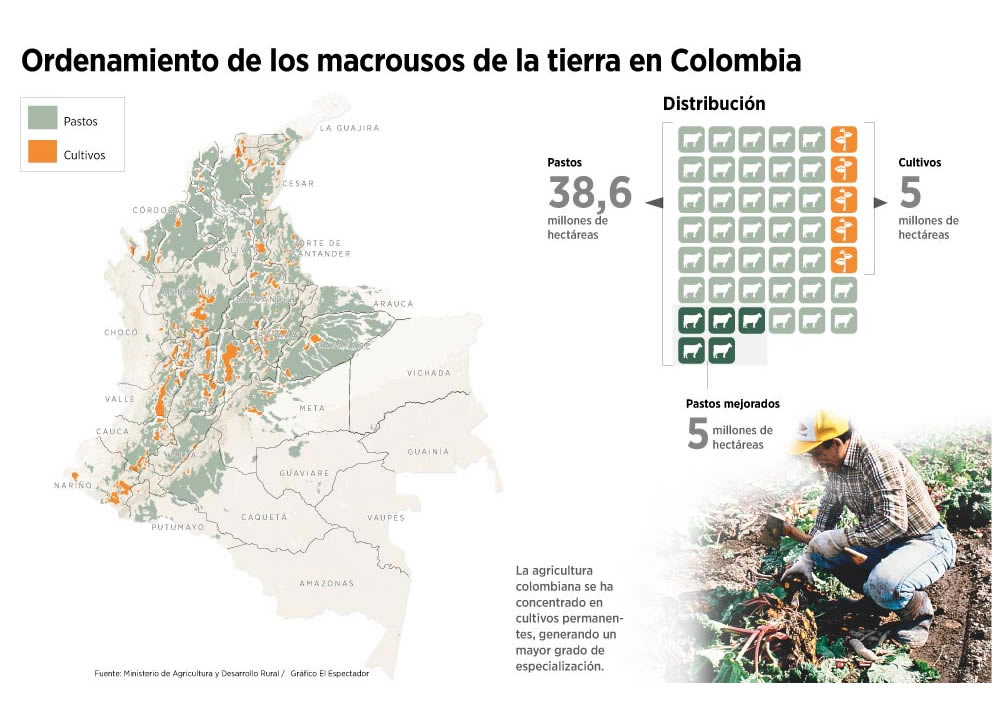 Ordenamiento de los macrousos de la tierra en Colombia
Pastos
Cultivos
LA GUAJIRA
CESAR
CÓRDOBA
BOLÍVAR
NORTE DE
SANTANDER
ANTIOQUIA
SANTANDER
ARAUCA
CHOCÓ
CASANARE
VICHADA
VALLE
META
CAUCA
HUILA
GUAINÍA
GUAVIARE
NARIÑO
CAQUETÁ
VAUPÉS
PUTUMAYO
AMAZONAS
Distribución
Pastos
38,6
millones de
hectáreas
Cultivos
5
millones de
hectáreas
Pastos mejorados
5 millones de
hectáreas
La agricultura
colombiana se ha
concentrado en
cultivos permanen-
tes, generando un
mayor grado de
especialización.
Fuente: Ministerio de Agricultura y Desarrollo Rural / Gráfico El Espectador